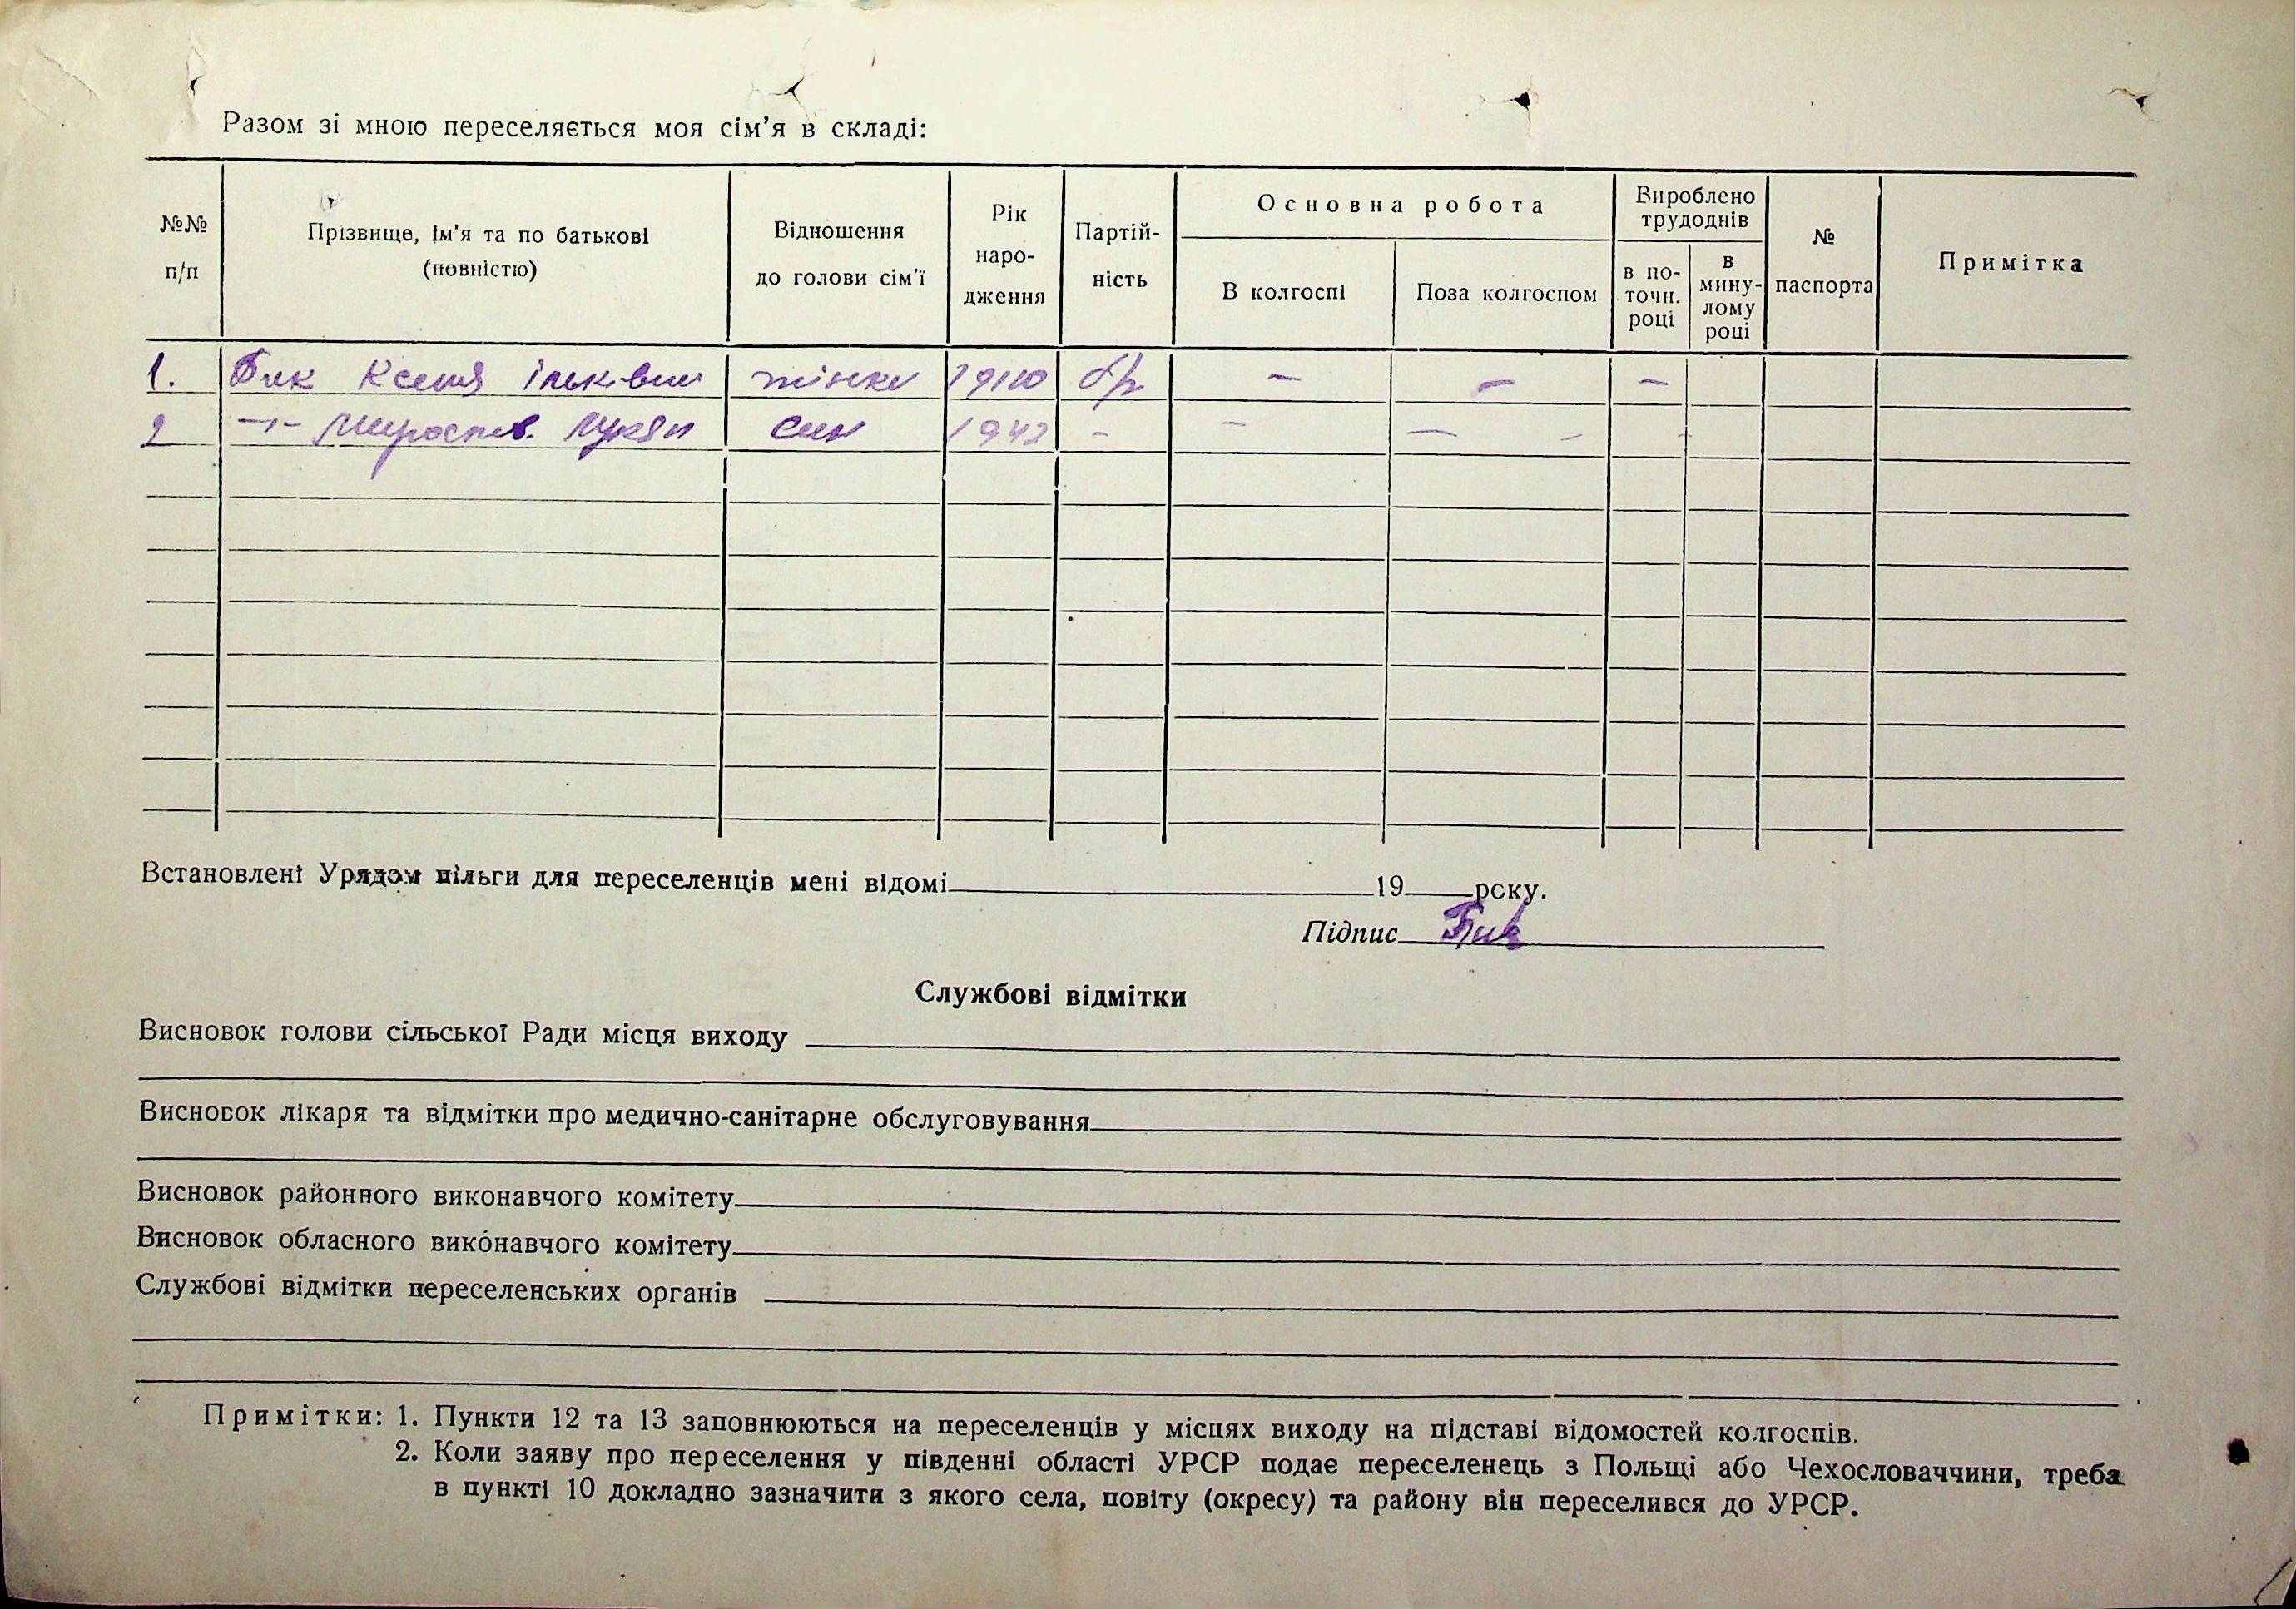 Разом зі мною переселяється моя сім'я в складі:
№№ п/п
Прізвище, ім'я та по батькові (повністю)
Відношення до голови сім'ї
Рік народження
Партійність
Основна робота
В колгоспі
Поза колгоспом
Вироблено трудоднів
в поточн. році
в минулому році
№ паспорта
Примітка
1. Бик Ксеня Ільківна жінка 1910 б/п — — —
2 —"— Мирослав Лукян син 1942 - - — - -
Встановлені Урядом пільги для переселенців мені відомі 19 року.
Підпис Бик
Службові відмітки
Висновок голови сільської Ради місця виходу
Висновок лікаря та відмітки про медично-санітарне обслуговування
Висновок районного виконавчого комітету
Висновок обласного виконавчого комітету
Службові відмітки переселенських органів
Примітки: 1. Пункти 12 та 13 заповнюються на переселенців у місцях виходу на підставі відомостей колгоспів.
2. Коли заяву про переселення у південні області УРСР подає переселенець з Польщі або Чехословаччини, треба
в пункті 10 докладно зазначити з якого села, повіту (окресу) та району він переселився до УРСР.